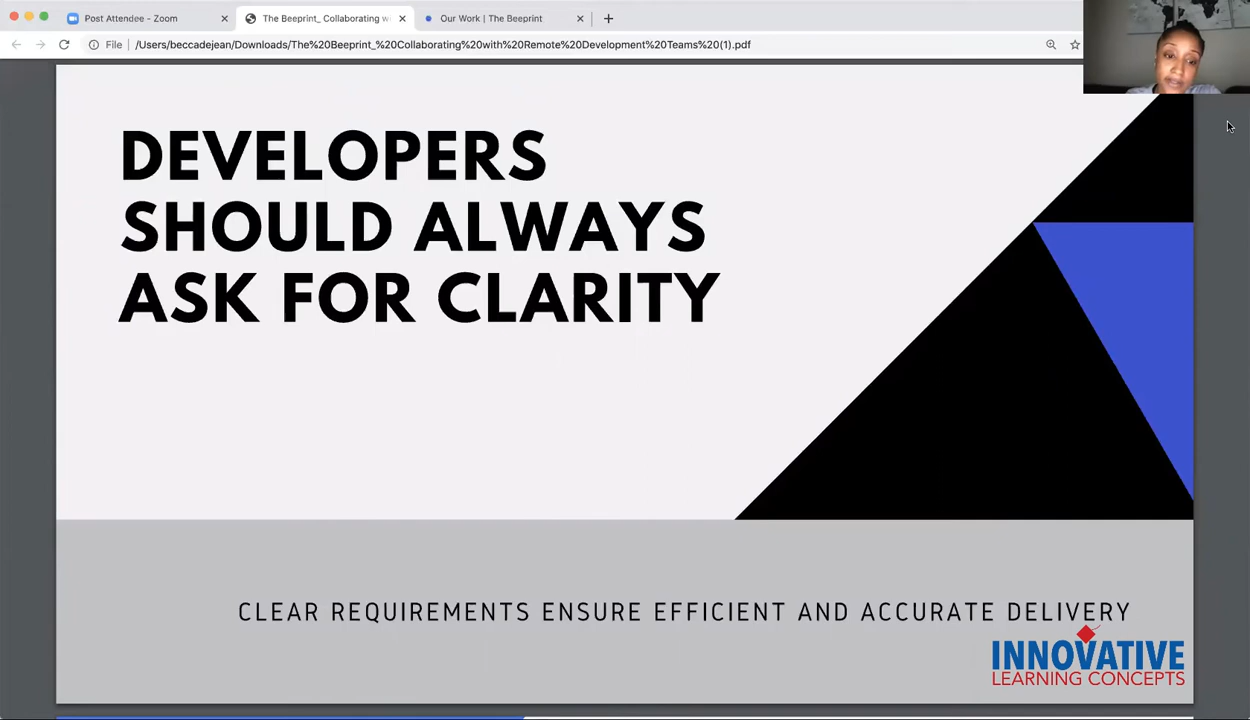 Post Attendee - Zoom
The Beeprint_ Collaborating w
Our Work | The Beeprint
File
/Users/beccadejean/Downloads/The%20Beeprint_%20Collaborating%20with%20Remote%20Development%20Teams%20(1).pdf
DEVELOPERS
SHOULD ALWAYS
ASK FOR CLARITY
CLEAR REQUIREMENTS ENSURE EFFICIENT AND ACCURATE DELIVERY
INNOVATIVE
LEARNING CONCEPTS